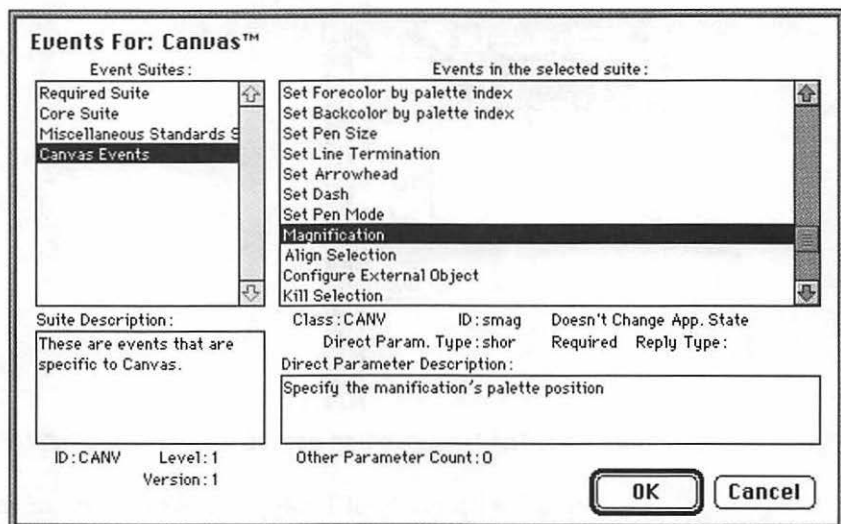 Events For: Canvas™
Event Suites:
Required Suite
Core Suite
Miscellaneous Standards S
Canvas Events
Events in the selected suite:
Set Forecolor by palette index
Set Backcolor by palette index
Set Pen Size
Set Line Termination
Set Arrowhead
Set Dash
Set Pen Mode
Magnification
Align Selection
Configure External Object
Kill Selection
Suite Description:
These are events that are
specific to Canvas.
ID:CANV Level:1
Version:1
Class:CANV ID:smag Doesn't Change App. State
Direct Param. Type:shor Required Reply Type:
Direct Parameter Description:
Specify the manification's palette position
Other Parameter Count:0
OK Cancel